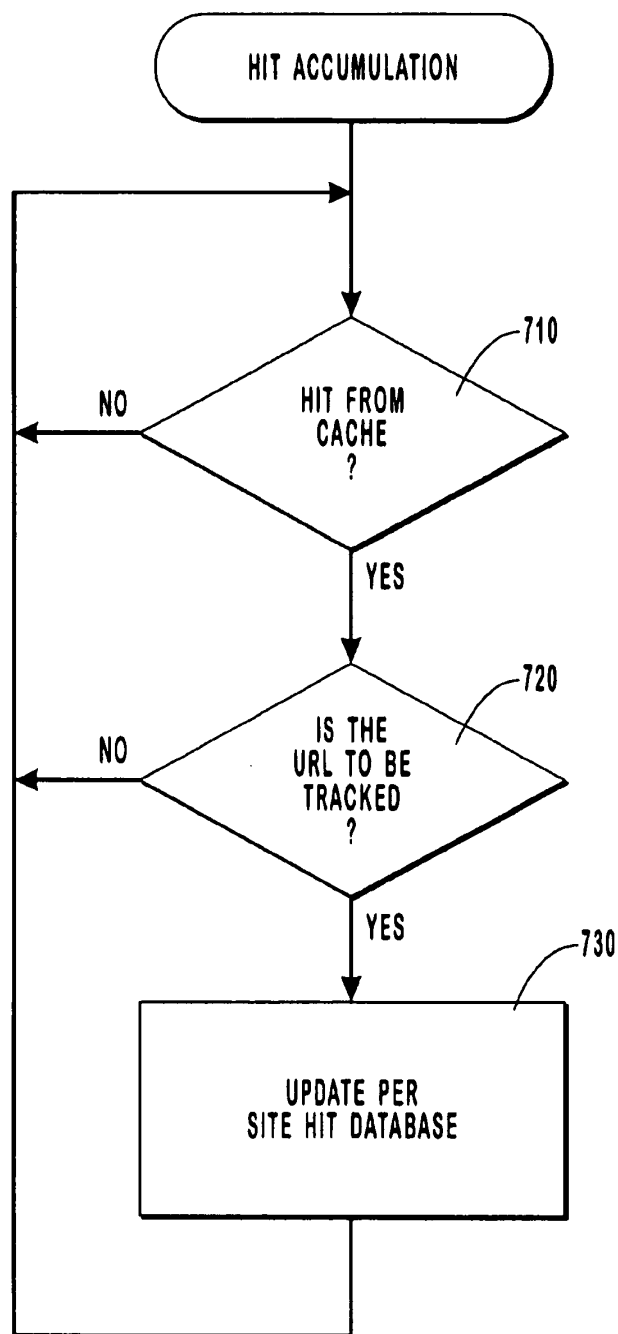 HIT ACCUMULATION
710
HIT FROM
CACHE
?
NO
YES
720
IS THE
URL TO BE
TRACKED
?
NO
YES
730
UPDATE PER
SITE HIT DATABASE